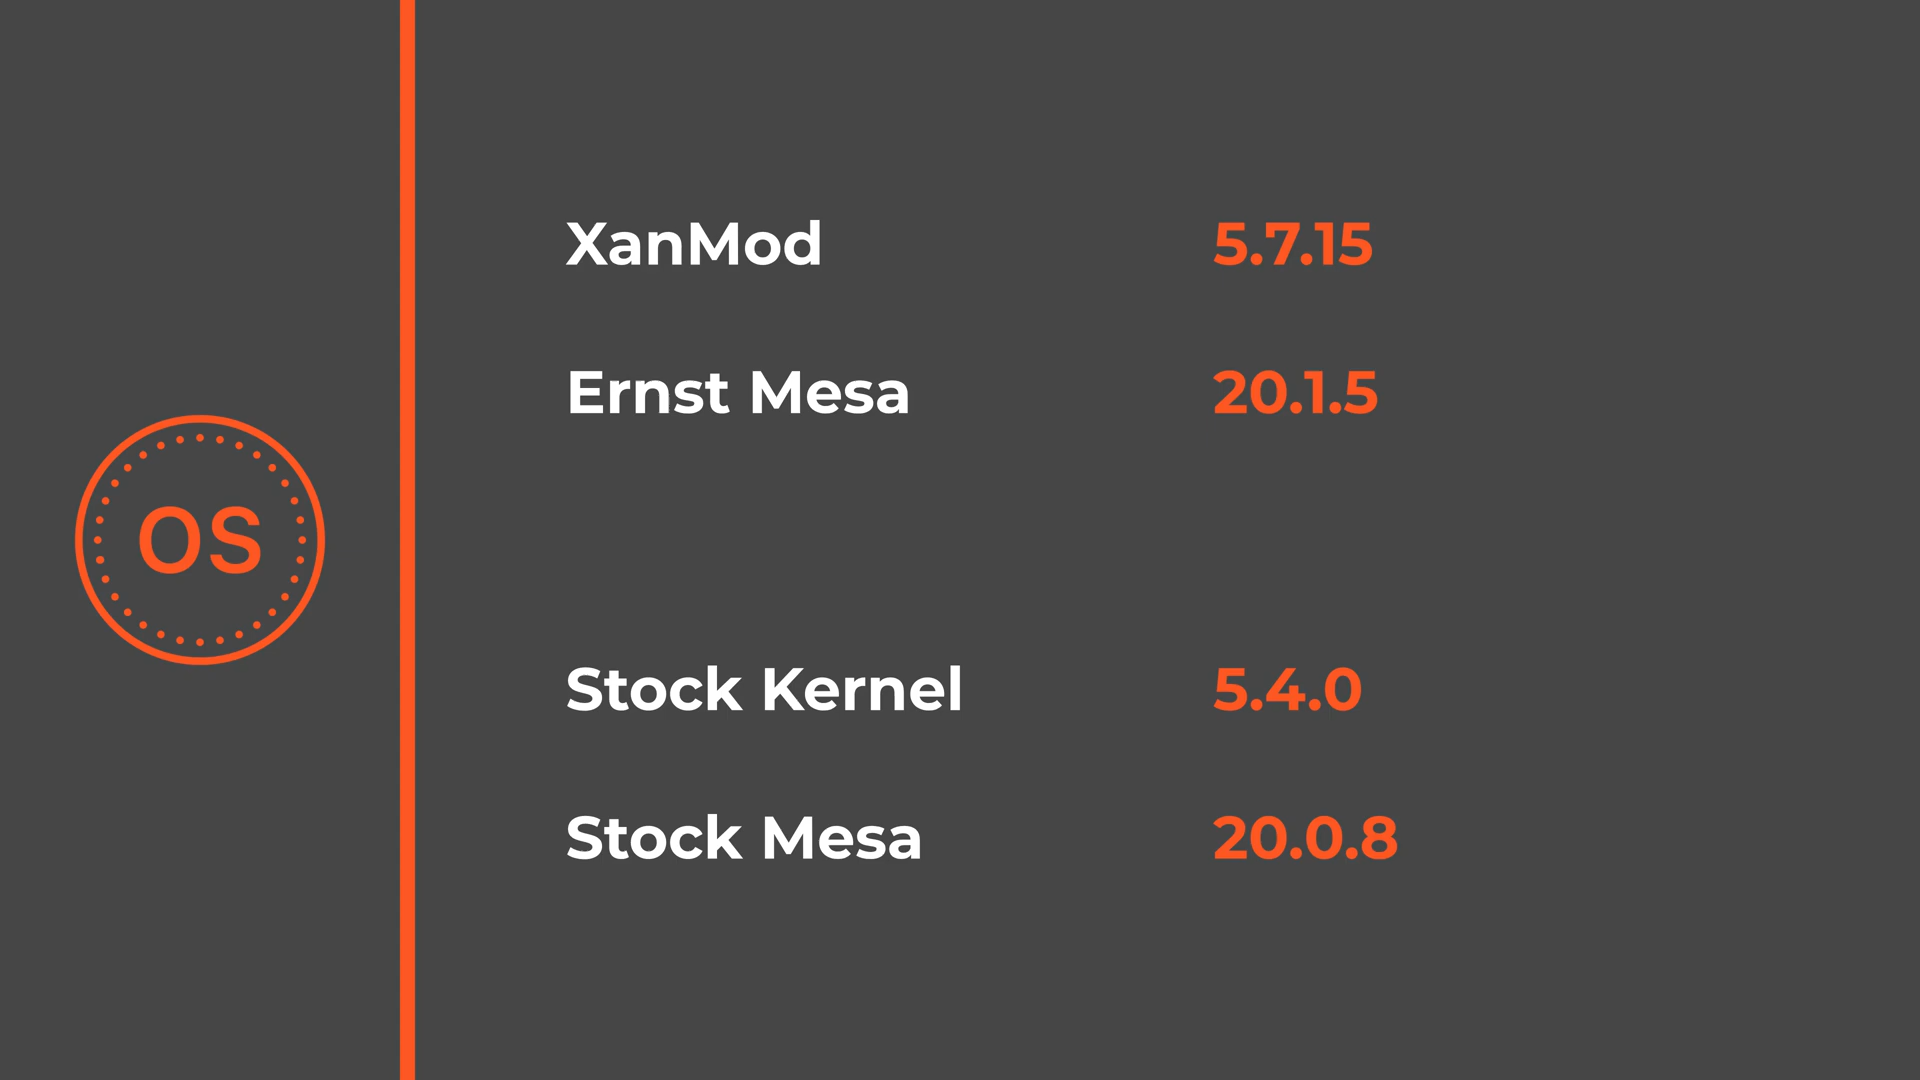 OS
XanMod 5.7.15
Ernst Mesa 20.1.5
Stock Kernel 5.4.0
Stock Mesa 20.0.8